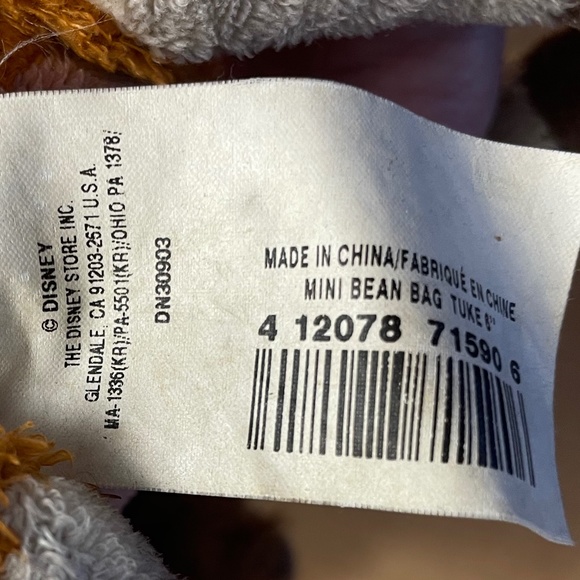 © DISNEY
THE DISNEY STORE INC.
GLENDALE, CA 91203-2671 U.S.A.
MA-1336(KR)/PA-5501(KR)/OHIO PA 1378/
DN30903
MADE IN CHINA/FABRIQUÉ EN CHINE
MINI BEAN BAG TUKE 6"
4 12078 71590 6